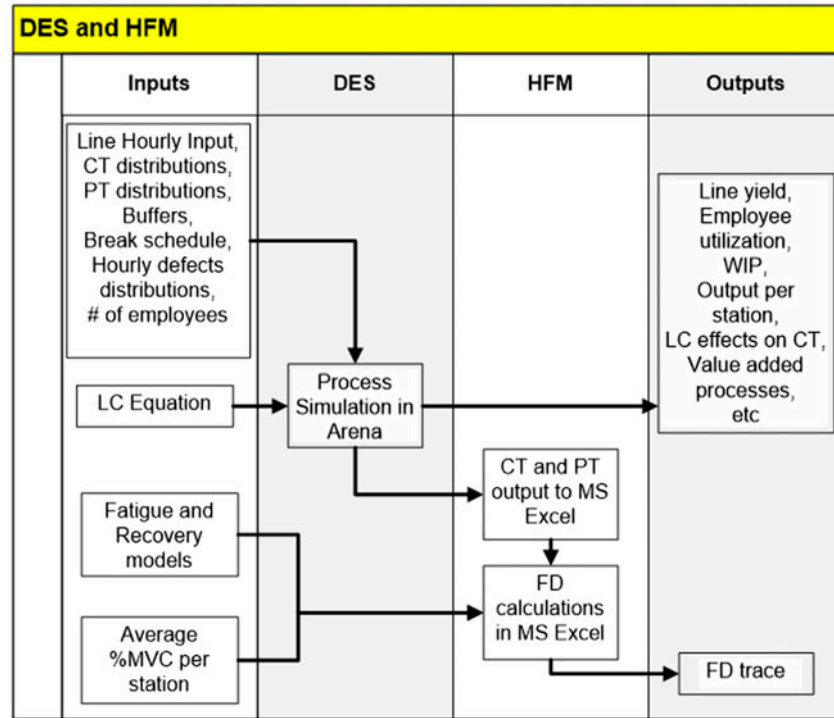 DES and HFM
Inputs
DES
HFM
Outputs
Line Hourly Input,
CT distributions,
PT distributions,
Buffers,
Break schedule,
Hourly defects
distributions,
# of employees
Line yield,
Employee
utilization,
WIP,
Output per
station,
LC effects on CT,
Value added
processes,
etc
LC Equation
Process
Simulation in
Arena
CT and PT
output to MS
Excel
Fatigue and
Recovery
models
FD
calculations
in MS Excel
Average
%MVC per
station
FD trace